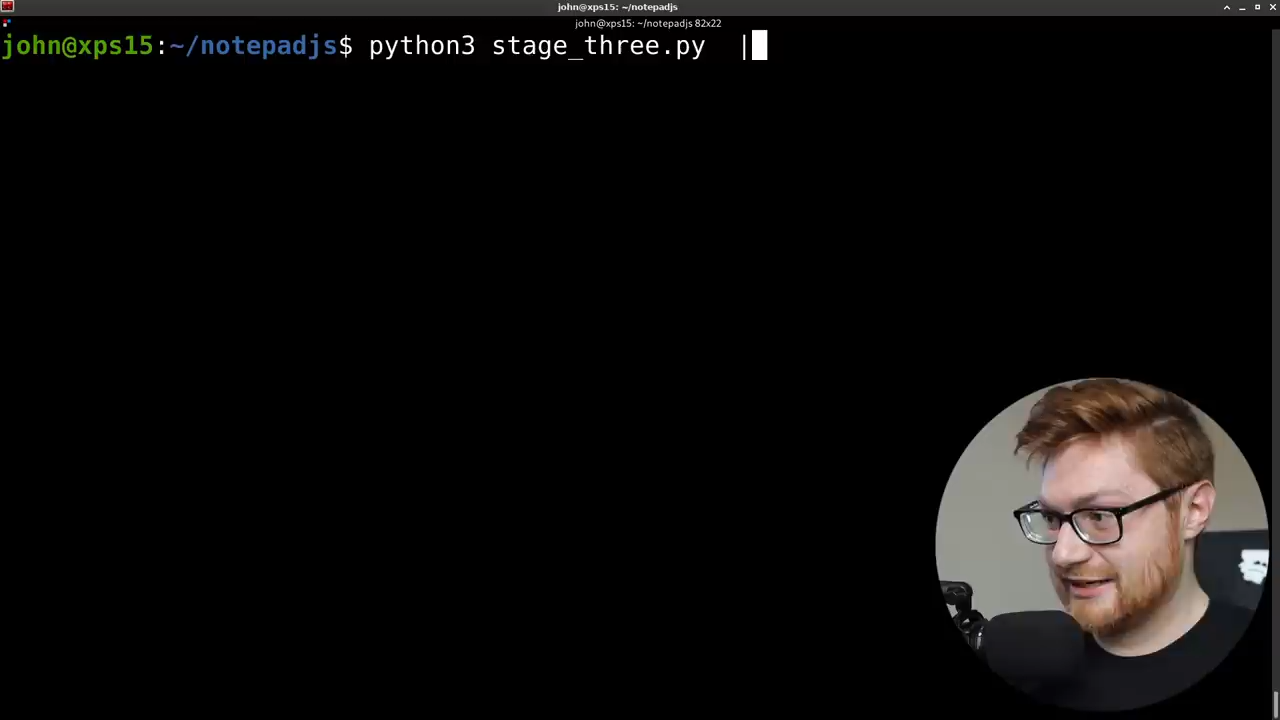 john@xps15: ~/notepadjs
john@xps15: ~/notepadjs 82x22
john@xps15:~/notepadjs$ python3 stage_three.py  |